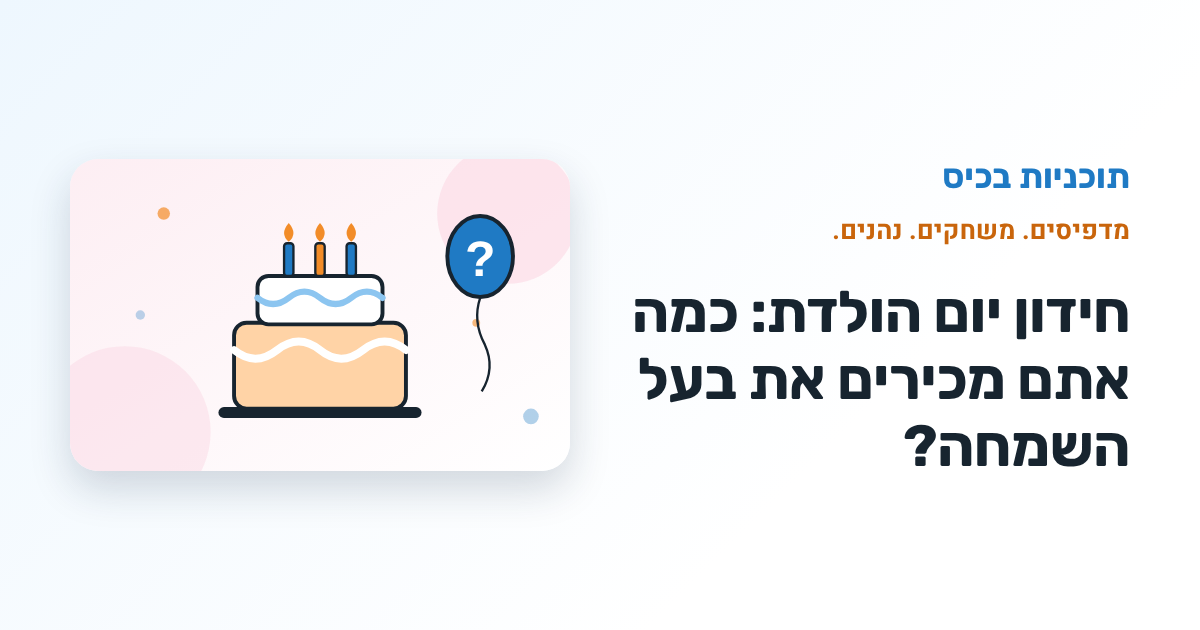 תוכניות בכיס
מדפיסים. משחקים. נהנים.
חידון יום הולדת: כמה
אתם מכירים את בעל
השמחה?
?